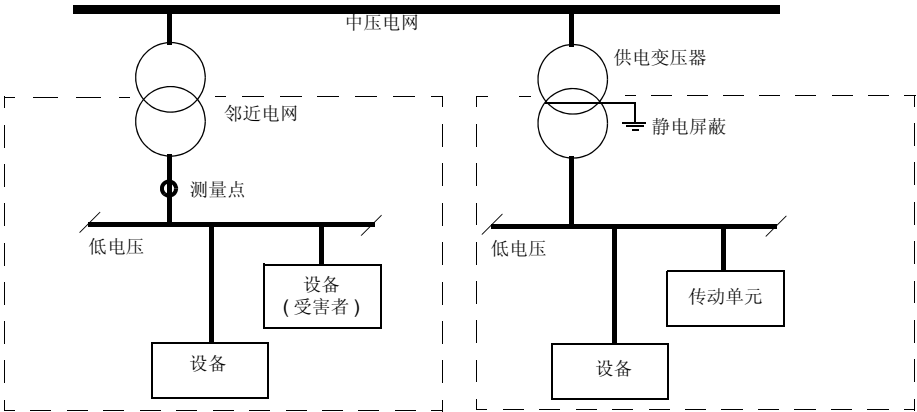 中压电网
供电变压器
邻近电网
静电屏蔽
测量点
低电压
低电压
设备
(受害者)
传动单元
设备
设备